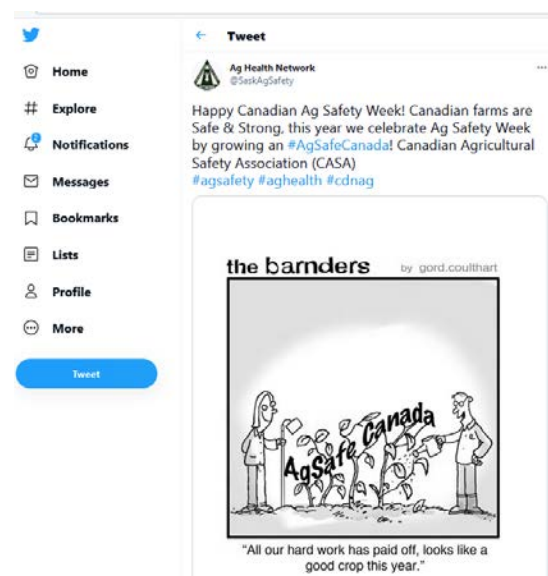 Tweet
Home
Ag Health Network
@SaskAgSafety
Explore
Happy Canadian Ag Safety Week! Canadian farms are
Safe & Strong, this year we celebrate Ag Safety Week
by growing an #AgSafeCanada! Canadian Agricultural
Safety Association (CASA)
#agsafety #aghealth #cdnag
2
Notifications
Messages
Bookmarks
Lists
Profile
More
Tweet
the barnders by gord.coulthart
AgSafe Canada
"All our hard work has paid off, looks like a
good crop this year."